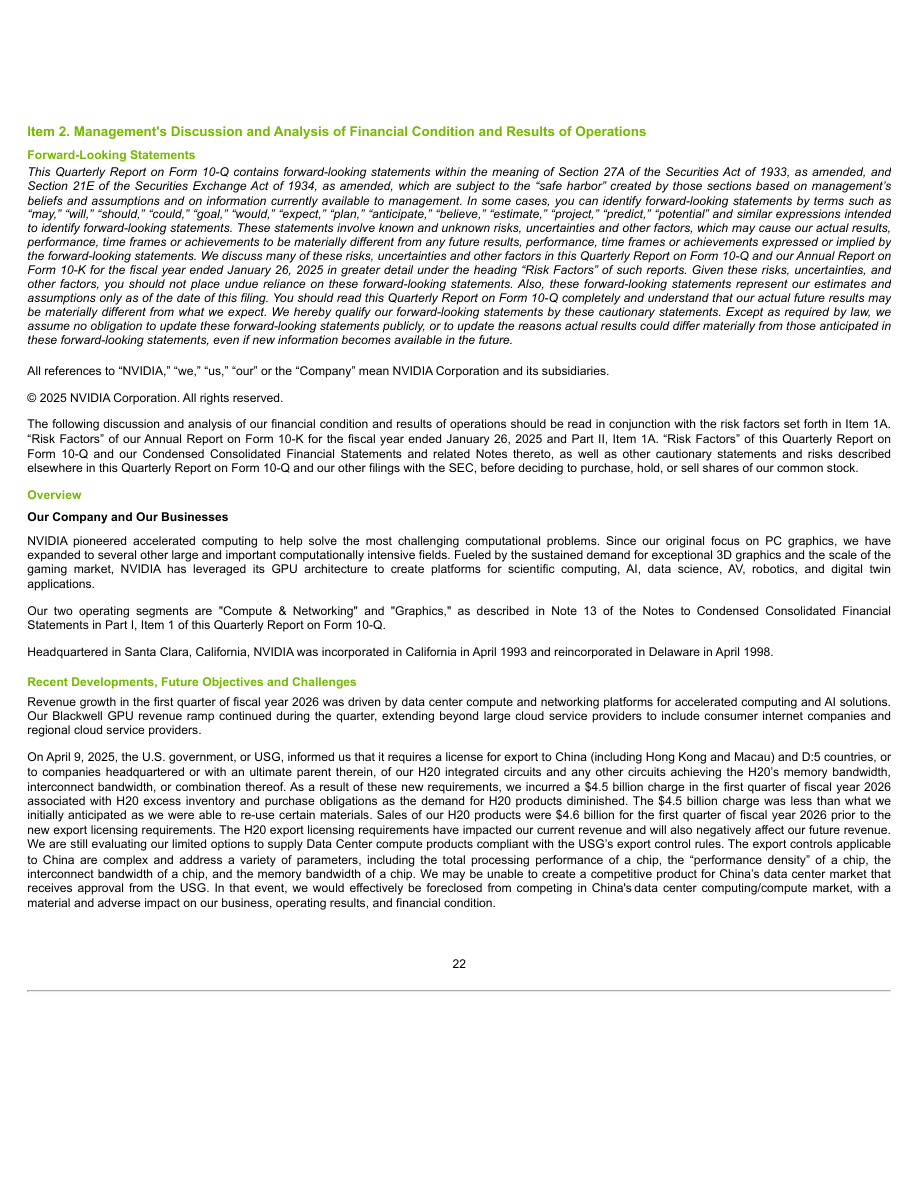 Item 2. Management's Discussion and Analysis of Financial Condition and Results of Operations
Forward-Looking Statements
This Quarterly Report on Form 10-Q contains forward-looking statements within the meaning of Section 27A of the Securities Act of 1933, as amended, and
Section 21E of the Securities Exchange Act of 1934, as amended, which are subject to the “safe harbor” created by those sections based on management’s
beliefs and assumptions and on information currently available to management. In some cases, you can identify forward-looking statements by terms such as
“may,” “will,” “should,” “could,” “goal,” “would,” “expect,” “plan,” “anticipate,” “believe,” “estimate,” “project,” “predict,” “potential” and similar expressions intended
to identify forward-looking statements. These statements involve known and unknown risks, uncertainties and other factors, which may cause our actual results,
performance, time frames or achievements to be materially different from any future results, performance, time frames or achievements expressed or implied by
the forward-looking statements. We discuss many of these risks, uncertainties and other factors in this Quarterly Report on Form 10-Q and our Annual Report on
Form 10-K for the fiscal year ended January 26, 2025 in greater detail under the heading “Risk Factors” of such reports. Given these risks, uncertainties, and
other factors, you should not place undue reliance on these forward-looking statements. Also, these forward-looking statements represent our estimates and
assumptions only as of the date of this filing. You should read this Quarterly Report on Form 10-Q completely and understand that our actual future results may
be materially different from what we expect. We hereby qualify our forward-looking statements by these cautionary statements. Except as required by law, we
assume no obligation to update these forward-looking statements publicly, or to update the reasons actual results could differ materially from those anticipated in
these forward-looking statements, even if new information becomes available in the future.
All references to “NVIDIA,” “we,” “us,” “our” or the “Company” mean NVIDIA Corporation and its subsidiaries.
© 2025 NVIDIA Corporation. All rights reserved.
The following discussion and analysis of our financial condition and results of operations should be read in conjunction with the risk factors set forth in Item 1A.
“Risk Factors” of our Annual Report on Form 10-K for the fiscal year ended January 26, 2025 and Part II, Item 1A. “Risk Factors” of this Quarterly Report on
Form 10-Q and our Condensed Consolidated Financial Statements and related Notes thereto, as well as other cautionary statements and risks described
elsewhere in this Quarterly Report on Form 10-Q and our other filings with the SEC, before deciding to purchase, hold, or sell shares of our common stock.
Overview
Our Company and Our Businesses
NVIDIA pioneered accelerated computing to help solve the most challenging computational problems. Since our original focus on PC graphics, we have
expanded to several other large and important computationally intensive fields. Fueled by the sustained demand for exceptional 3D graphics and the scale of the
gaming market, NVIDIA has leveraged its GPU architecture to create platforms for scientific computing, AI, data science, AV, robotics, and digital twin
applications.
Our two operating segments are "Compute & Networking" and "Graphics," as described in Note 13 of the Notes to Condensed Consolidated Financial
Statements in Part I, Item 1 of this Quarterly Report on Form 10-Q.
Headquartered in Santa Clara, California, NVIDIA was incorporated in California in April 1993 and reincorporated in Delaware in April 1998.
Recent Developments, Future Objectives and Challenges
Revenue growth in the first quarter of fiscal year 2026 was driven by data center compute and networking platforms for accelerated computing and AI solutions.
Our Blackwell GPU revenue ramp continued during the quarter, extending beyond large cloud service providers to include consumer internet companies and
regional cloud service providers.
On April 9, 2025, the U.S. government, or USG, informed us that it requires a license for export to China (including Hong Kong and Macau) and D:5 countries, or
to companies headquartered or with an ultimate parent therein, of our H20 integrated circuits and any other circuits achieving the H20’s memory bandwidth,
interconnect bandwidth, or combination thereof. As a result of these new requirements, we incurred a $4.5 billion charge in the first quarter of fiscal year 2026
associated with H20 excess inventory and purchase obligations as the demand for H20 products diminished. The $4.5 billion charge was less than what we
initially anticipated as we were able to re-use certain materials. Sales of our H20 products were $4.6 billion for the first quarter of fiscal year 2026 prior to the
new export licensing requirements. The H20 export licensing requirements have impacted our current revenue and will also negatively affect our future revenue.
We are still evaluating our limited options to supply Data Center compute products compliant with the USG’s export control rules. The export controls applicable
to China are complex and address a variety of parameters, including the total processing performance of a chip, the “performance density” of a chip, the
interconnect bandwidth of a chip, and the memory bandwidth of a chip. We may be unable to create a competitive product for China’s data center market that
receives approval from the USG. In that event, we would effectively be foreclosed from competing in China's data center computing/compute market, with a
material and adverse impact on our business, operating results, and financial condition.
22